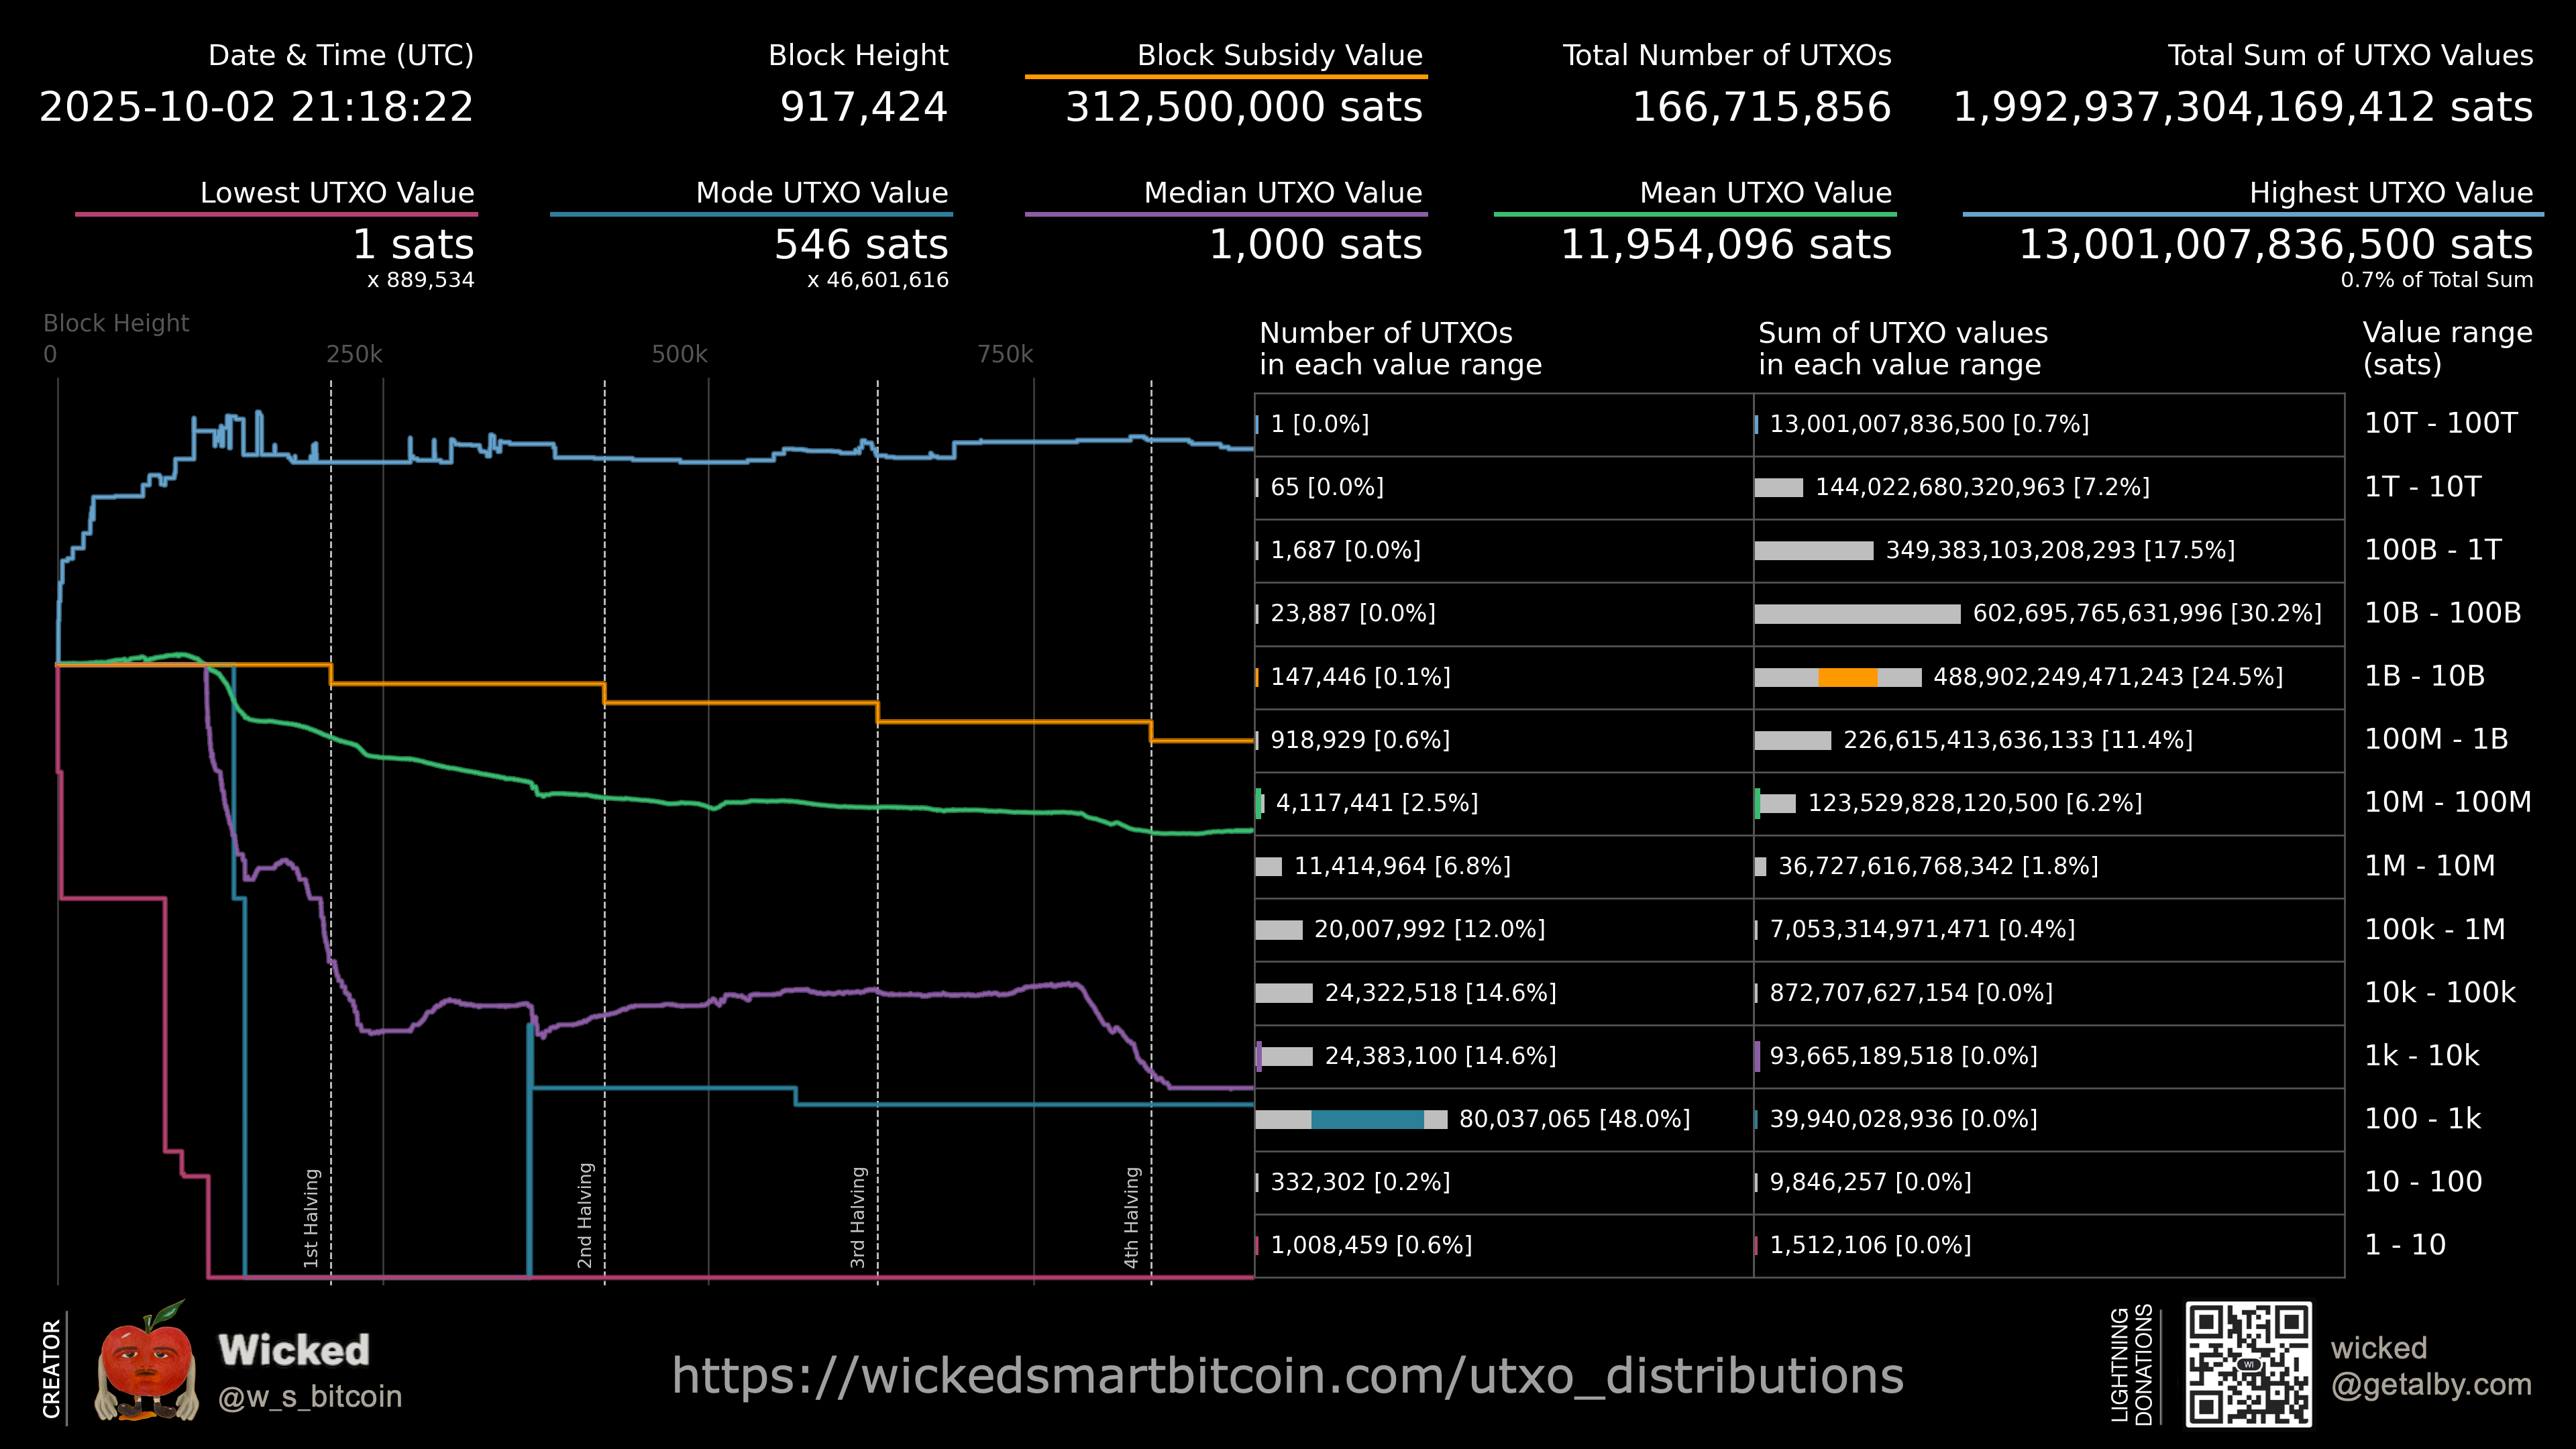 Date & Time (UTC)
2025-10-02 21:18:22
Block Height
917,424
Block Subsidy Value
312,500,000 sats
Total Number of UTXOs
166,715,856
Total Sum of UTXO Values
1,992,937,304,169,412 sats
Lowest UTXO Value
1 sats
x 889,534
Mode UTXO Value
546 sats
x 46,601,616
Median UTXO Value
1,000 sats
Mean UTXO Value
11,954,096 sats
Highest UTXO Value
13,001,007,836,500 sats
0.7% of Total Sum
Block Height
0 250k 500k 750k
1st Halving
2nd Halving
3rd Halving
4th Halving
Number of UTXOs
in each value range
Sum of UTXO values
in each value range
Value range
(sats)
1 [0.0%] 13,001,007,836,500 [0.7%] 10T - 100T
65 [0.0%] 144,022,680,320,963 [7.2%] 1T - 10T
1,687 [0.0%] 349,383,103,208,293 [17.5%] 100B - 1T
23,887 [0.0%] 602,695,765,631,996 [30.2%] 10B - 100B
147,446 [0.1%] 488,902,249,471,243 [24.5%] 1B - 10B
918,929 [0.6%] 226,615,413,636,133 [11.4%] 100M - 1B
4,117,441 [2.5%] 123,529,828,120,500 [6.2%] 10M - 100M
11,414,964 [6.8%] 36,727,616,768,342 [1.8%] 1M - 10M
20,007,992 [12.0%] 7,053,314,971,471 [0.4%] 100k - 1M
24,322,518 [14.6%] 872,707,627,154 [0.0%] 10k - 100k
24,383,100 [14.6%] 93,665,189,518 [0.0%] 1k - 10k
80,037,065 [48.0%] 39,940,028,936 [0.0%] 100 - 1k
332,302 [0.2%] 9,846,257 [0.0%] 10 - 100
1,008,459 [0.6%] 1,512,106 [0.0%] 1 - 10
CREATOR
Wicked
@w_s_bitcoin
https://wickedsmartbitcoin.com/utxo_distributions
LIGHTNING
DONATIONS
WI
wicked
@getalby.com